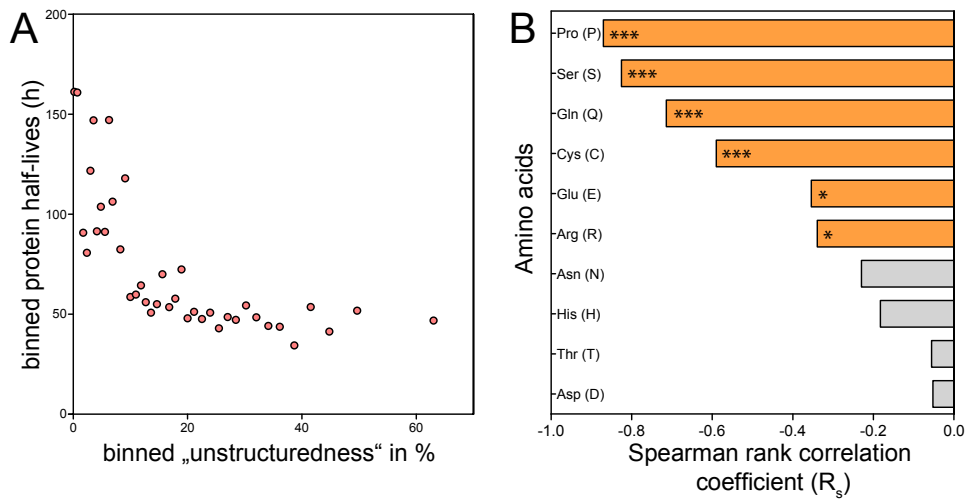 A
200
150
100
50
0
0
20
40
60
binned protein half-lives (h)
binned „unstructuredness“ in %
B
Pro (P)
***
Ser (S)
***
Gln (Q)
***
Cys (C)
***
Glu (E)
*
Arg (R)
*
Asn (N)
His (H)
Thr (T)
Asp (D)
Amino acids
-1.0
-0.8
-0.6
-0.4
-0.2
0.0
Spearman rank correlation
coefficient (Rs)